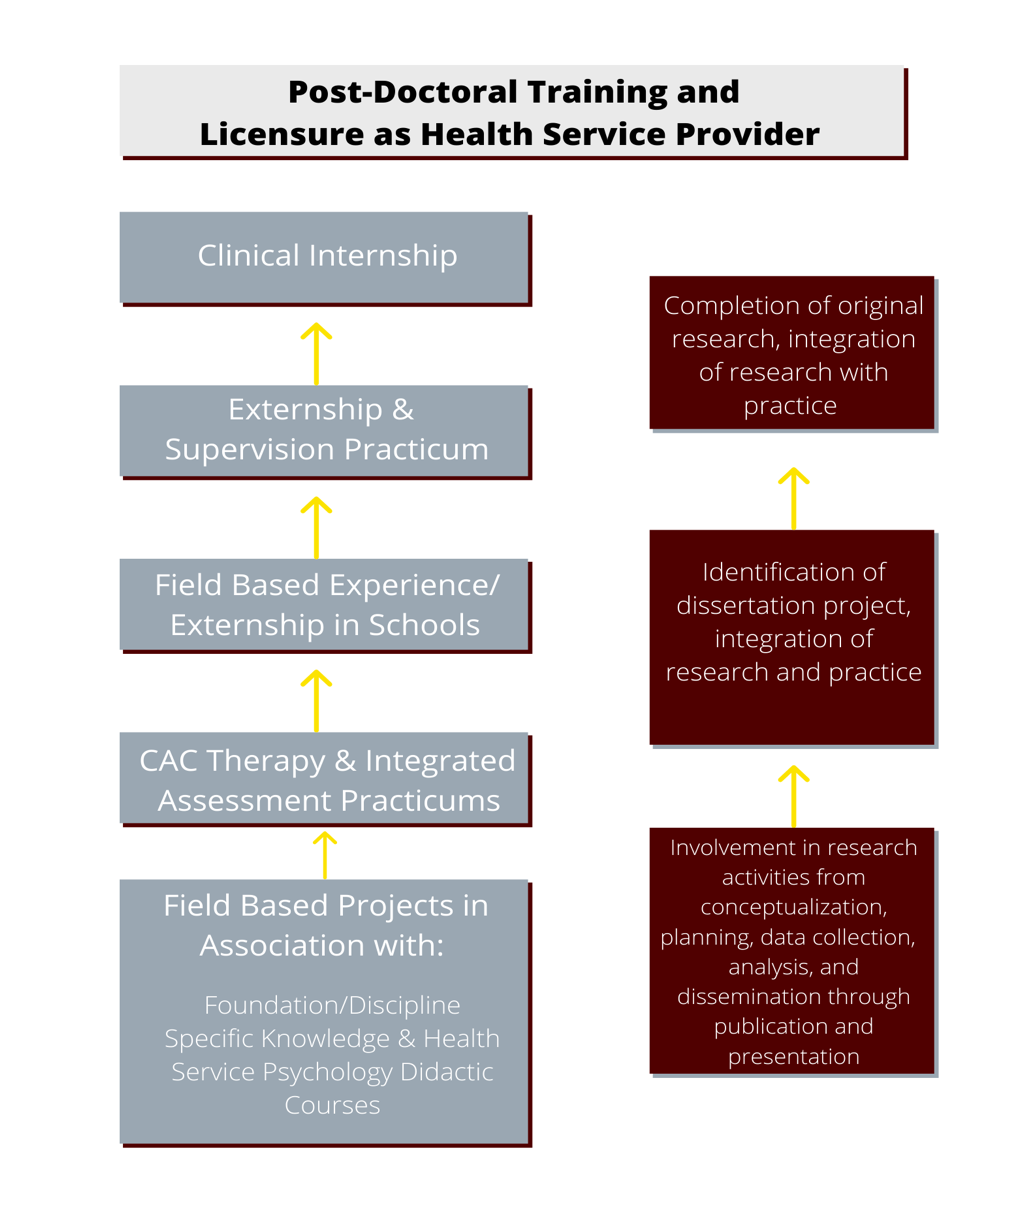 Post-Doctoral Training and
Licensure as Health Service Provider
Clinical Internship
Externship &
Supervision Practicum
Field Based Experience/
Externship in Schools
CAC Therapy & Integrated
Assessment Practicums
Field Based Projects in
Association with:
Foundation/Discipline
Specific Knowledge & Health
Service Psychology Didactic
Courses
Completion of original
research, integration
of research with
practice
Identification of
dissertation project,
integration of
research and practice
Involvement in research
activities from
conceptualization,
planning, data collection,
analysis, and
dissemination through
publication and
presentation